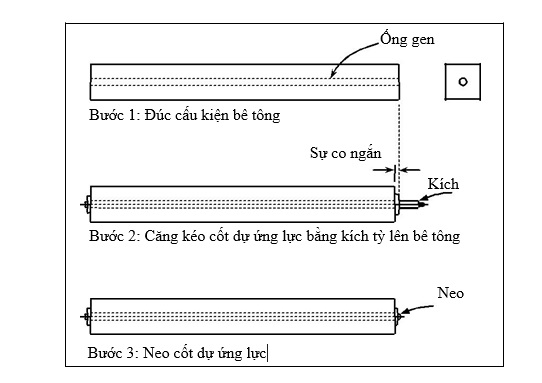 Ống gen
Bước 1: Đúc cấu kiện bê tông
Sự co ngắn
Kích
Bước 2: Căng kéo cốt dự ứng lực bằng kích tỳ lên bê tông
Neo
Bước 3: Neo cốt dự ứng lực